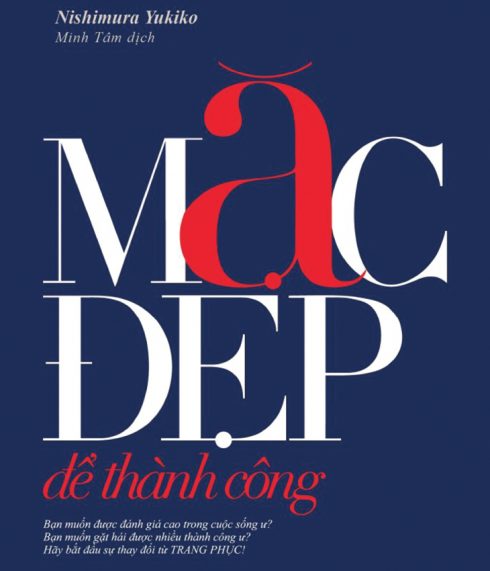 Nishimura Yukiko
Minh Tâm dịch
MặC
ĐẸP
để thành công
Bạn muốn được đánh giá cao trong cuộc sống ư?
Bạn muốn gặt hái được nhiều thành công ư?
Hãy bắt đầu sự thay đổi từ TRANG PHỤC!